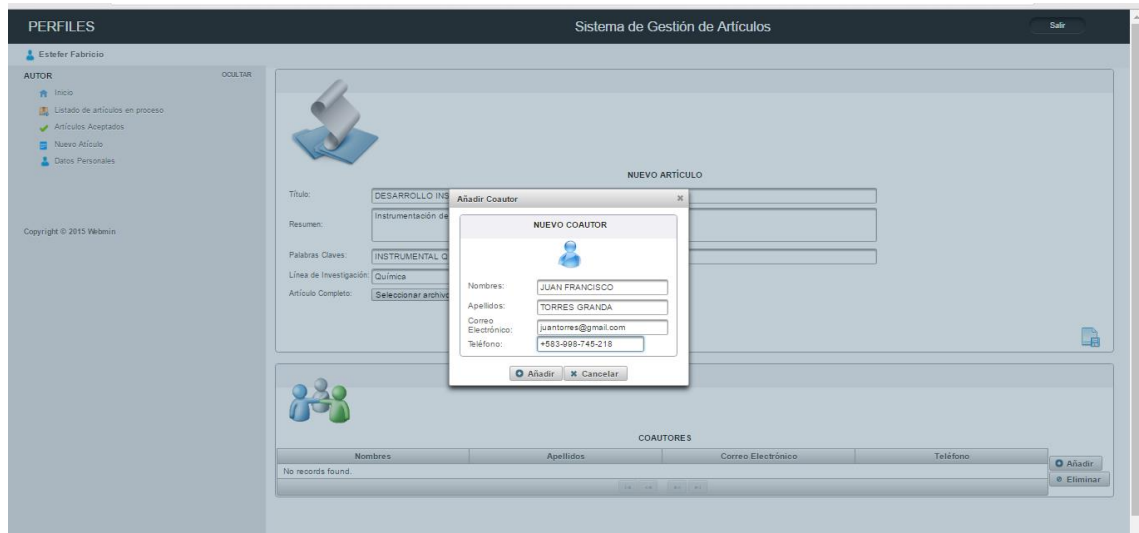 PERFILES
Sistema de Gestión de Artículos
Salir
Estefer Fabricio
AUTOR
OCULTAR
Inicio
Listado de artículos en proceso
Artículos Aceptados
Nuevo Atículo
Datos Personales
Copyright © 2015 Webmin
NUEVO ARTÍCULO
Título:
DESARROLLO INS
Resumen:
Instrumentación de
Palabras Claves:
INSTRUMENTAL Q
Línea de Investigación:
Química
Artículo Completo:
Seleccionar archivo
Añadir Coautor
NUEVO COAUTOR
Nombres:
JUAN FRANCISCO
Apellidos:
TORRES GRANDA
Correo
Electrónico:
juantorres@gmail.com
Teléfono:
+583-998-745-218
Añadir
Cancelar
COAUTORES
Nombres
Apellidos
Correo Electrónico
Teléfono
No records found.
Añadir
Eliminar